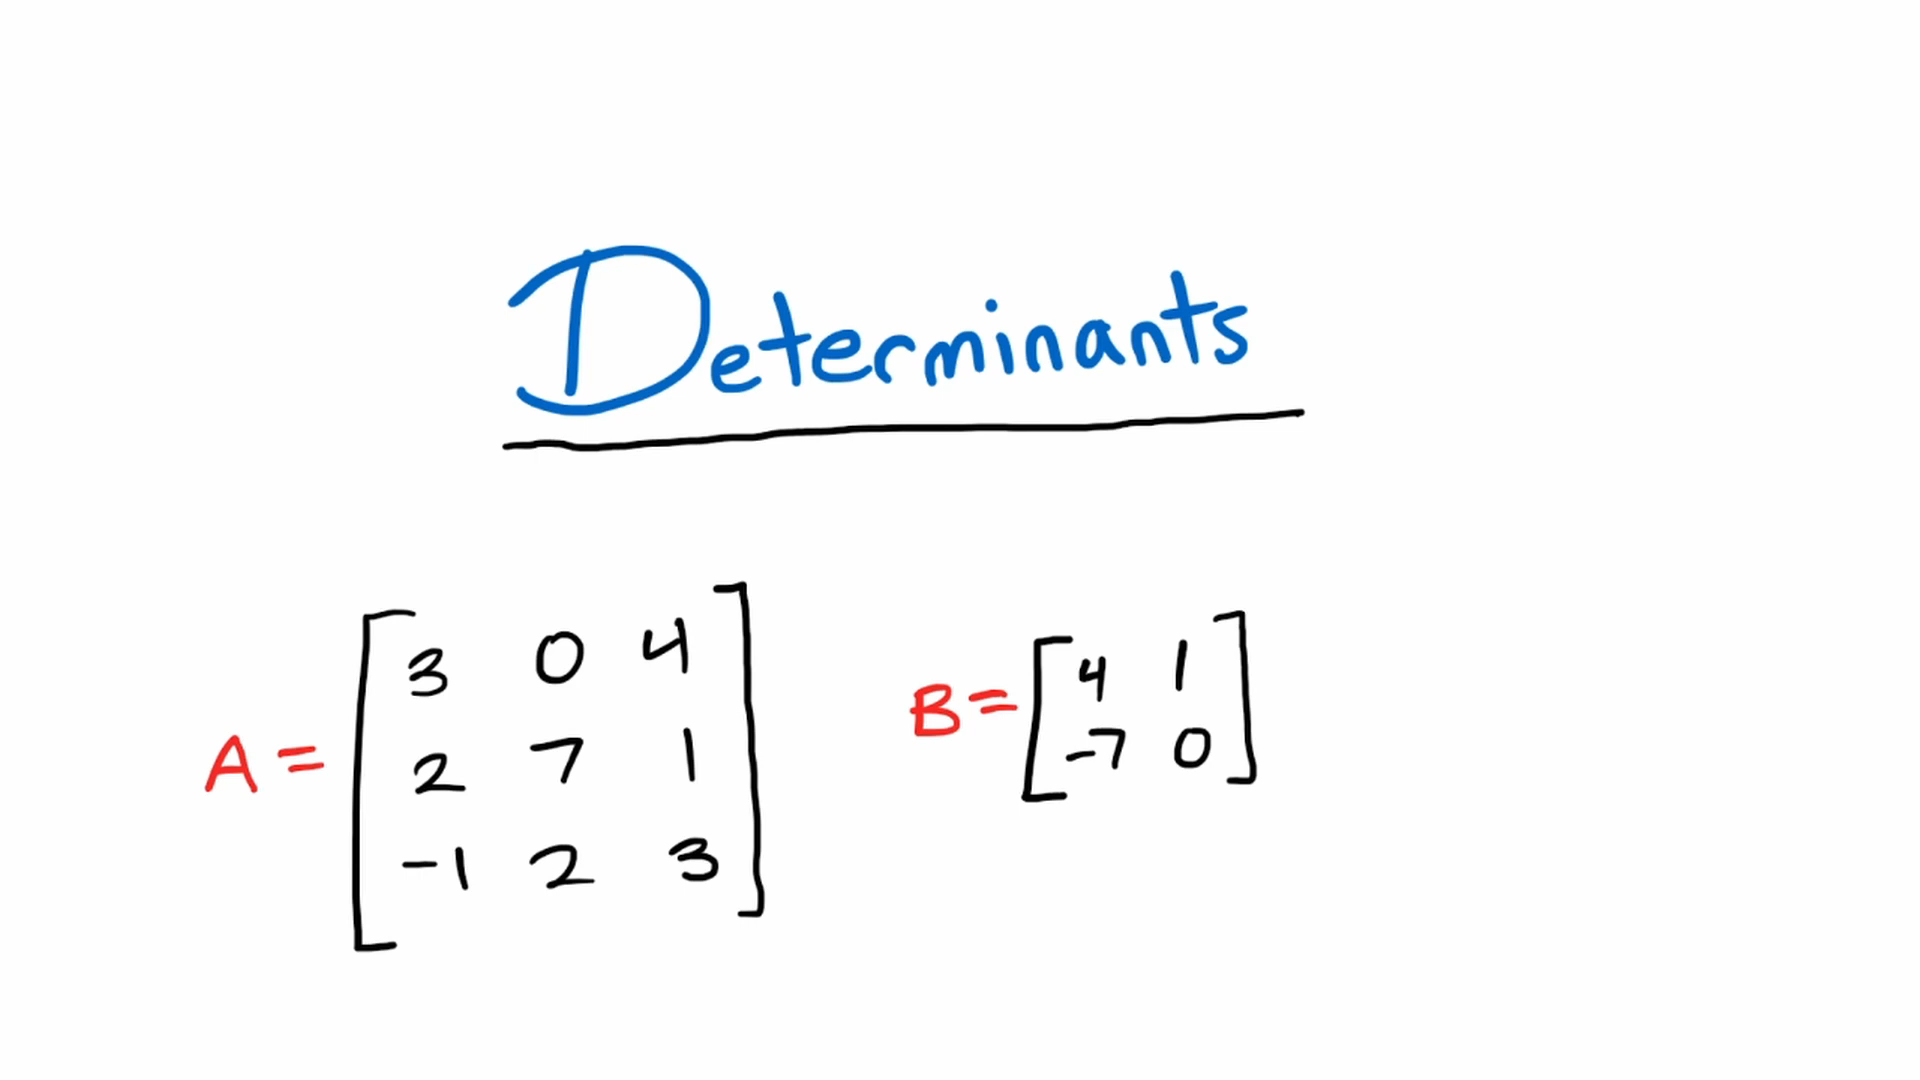 Determinants
A = [3 0 4
2 7 1
-1 2 3]
B = [4 1
-7 0]